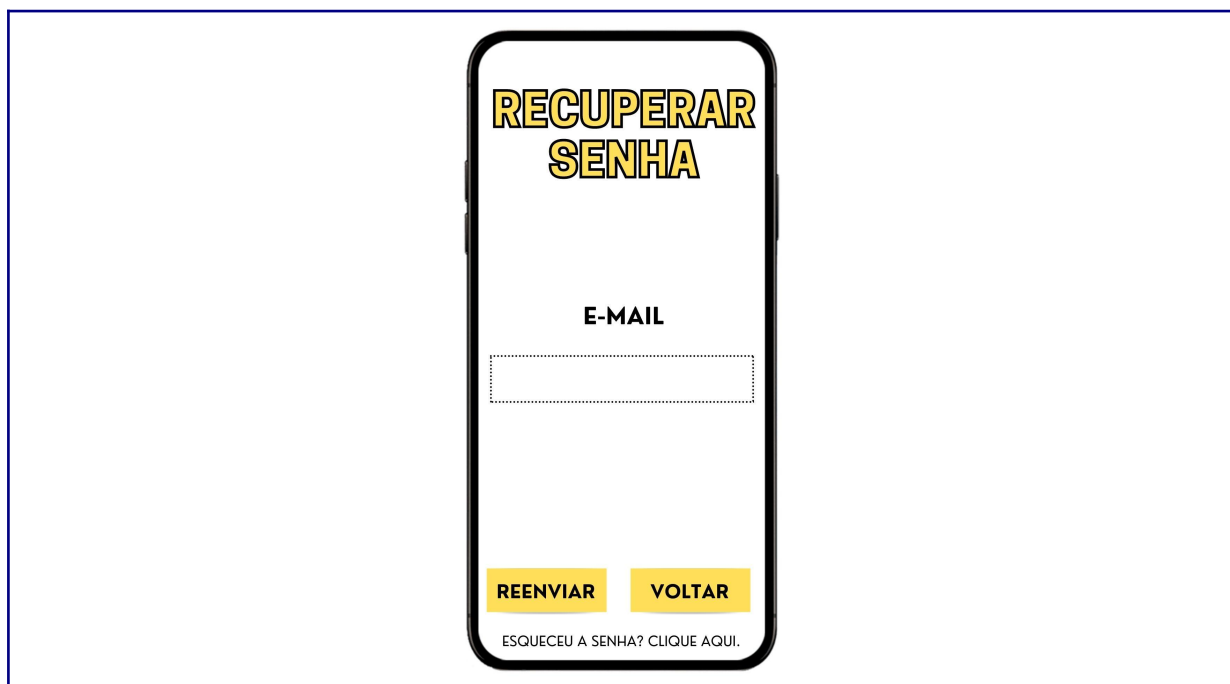 RECUPERAR
SENHA
E-MAIL
REENVIAR
VOLTAR
ESQUECEU A SENHA? CLIQUE AQUI.